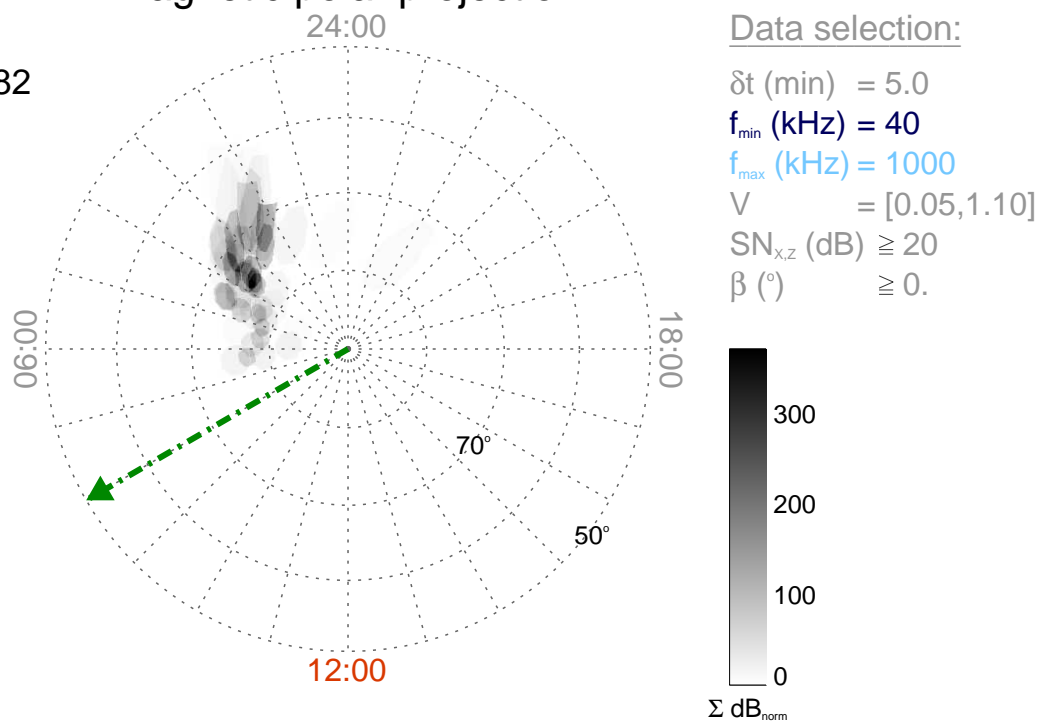 24:00
32
06:00
18:00
70°
50°
12:00
Data selection:
δt (min) = 5.0
f_min (kHz) = 40
f_max (kHz) = 1000
V = [0.05,1.10]
SN_x,z (dB) ≧ 20
β (°) ≧ 0.
300
200
100
0
Σ dB_norm